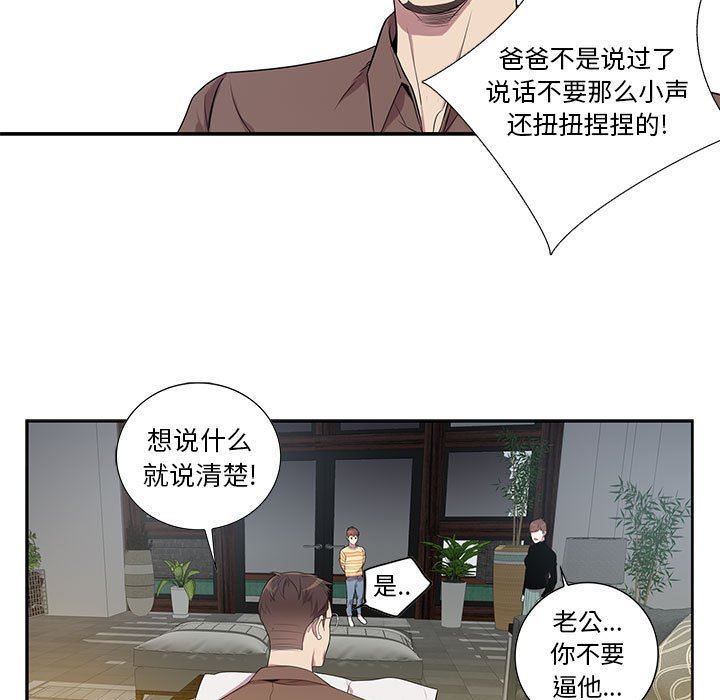 爸爸不是说过了
说话不要那么小声
还扭扭捏捏的!
想说什么
就说清楚!
是..
老公...
你不要
逼他...